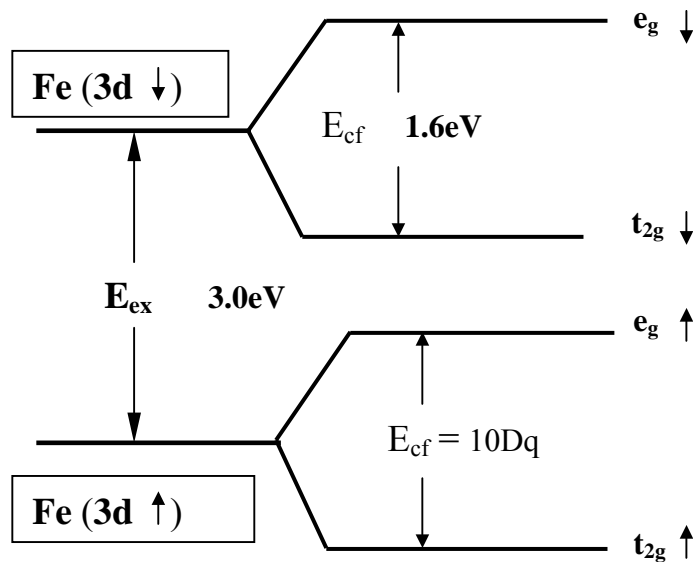 e_g ↓
Fe (3d ↓)
E_cf 1.6eV
t_2g ↓
E_ex 3.0eV
e_g ↑
E_cf = 10Dq
Fe (3d ↑)
t_2g ↑